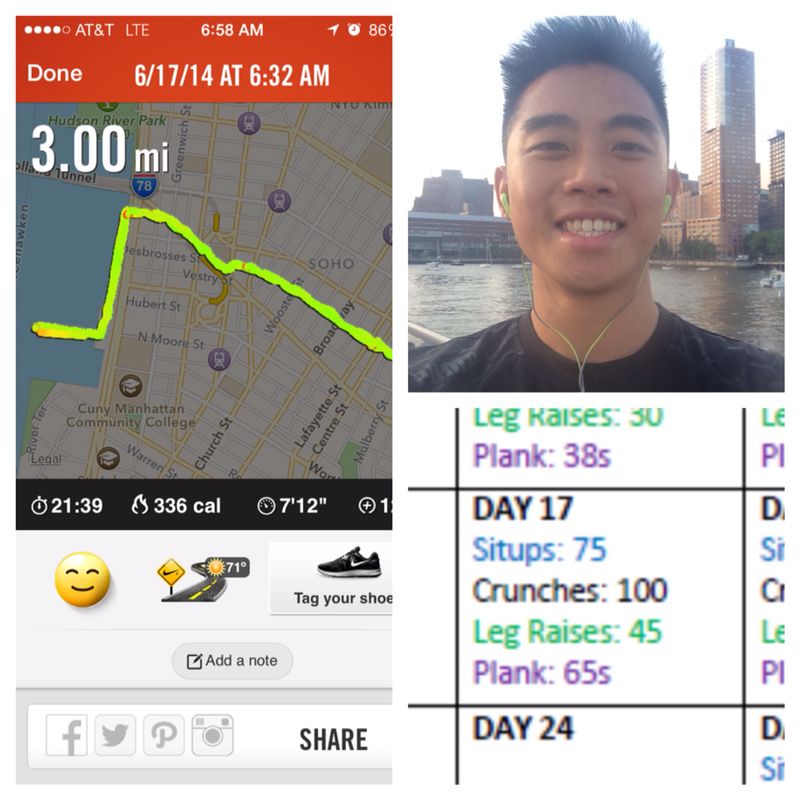 AT&T LTE 6:58 AM 86
Done 6/17/14 AT 6:32 AM
NYU Kim
Hudson River Park
3.00 mi
olland Tunnel
Greenwich St
78
Desbrosses St
SOHO
Vestry St
Hubert St
Wooster
Broadway
N Moore St
Cuny Manhattan
Community College
Church St
Lafayette St
Centre St
Mulberry St
River Ter
Warren St
Legal
21:39 336 cal 7'12" 12
71°
Tag your shoe
Add a note
SHARE
Leg Raises: 30
Plank: 38s
DAY 17
Situps: 75
Crunches: 100
Leg Raises: 45
Plank: 65s
DAY 24